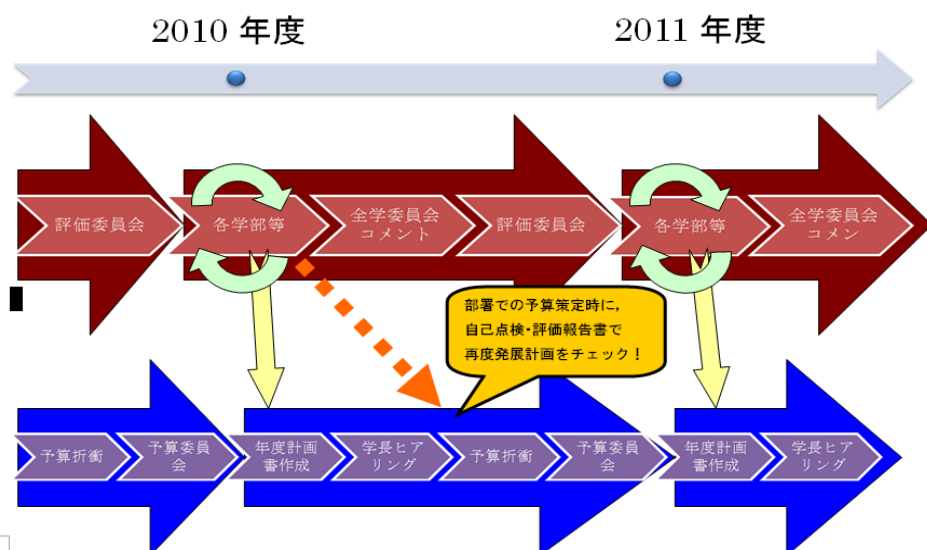 2010 年度
2011 年度
評価委員会
各学部等
全学委員会
コメント
評価委員会
各学部等
全学委員会
コメン
部署での予算策定時に,
自己点検・評価報告書で
再度発展計画をチェック！
予算折衝
予算委員
会
年度計画
書作成
学長ヒア
リング
予算折衝
予算委員
会
年度計画
書作成
学長ヒア
リング